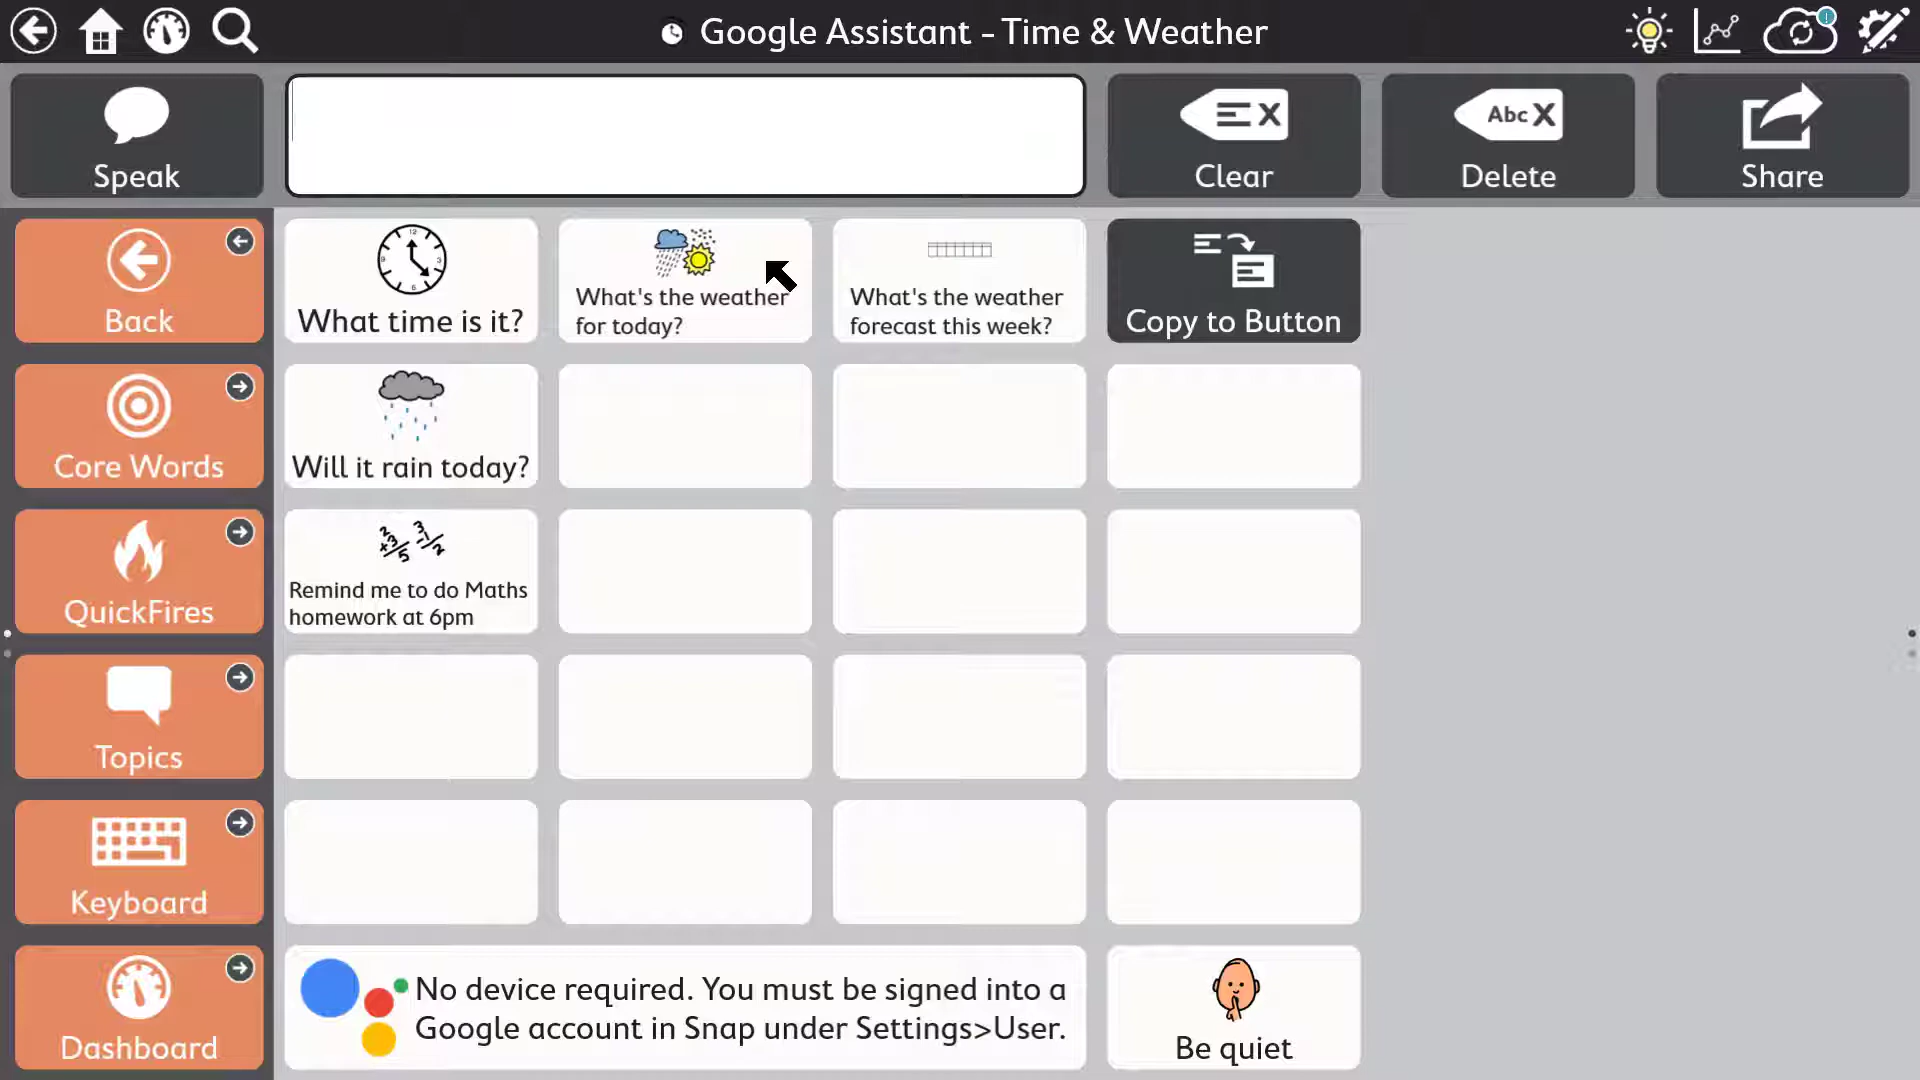 Google Assistant - Time & Weather
Speak
Clear
Abc X
Delete
Share
Back
What time is it?
What's the weather
for today?
What's the weather
forecast this week?
Copy to Button
Core Words
Will it rain today?
QuickFires
Remind me to do Maths
homework at 6pm
Topics
Keyboard
Dashboard
No device required. You must be signed into a
Google account in Snap under Settings>User.
Be quiet